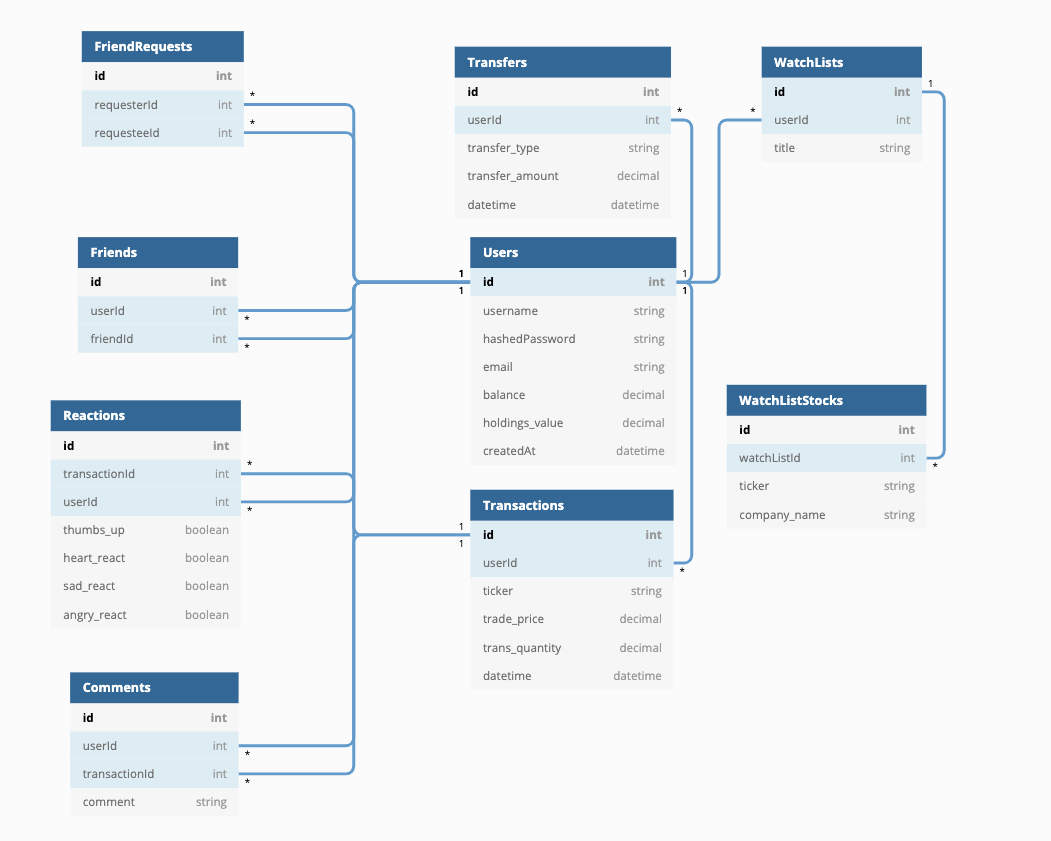 FriendRequests
id int
requesterId int
*
requesteeId int
*
Transfers
id int
userId int
*
transfer_type string
transfer_amount decimal
datetime datetime
WatchLists
id int
1
userId int
*
title string
Friends
id int
userId int
*
friendId int
*
Users
1 id int 1
1 1
username string
hashedPassword string
email string
balance decimal
holdings_value decimal
createdAt datetime
Reactions
id int
transactionId int
*
userId int
*
thumbs_up boolean
heart_react boolean
sad_react boolean
angry_react boolean
WatchListStocks
id int
watchListId int
*
ticker string
company_name string
Transactions
1 id int
1
userId int
*
ticker string
trade_price decimal
trans_quantity decimal
datetime datetime
Comments
id int
userId int
*
transactionId int
*
comment string